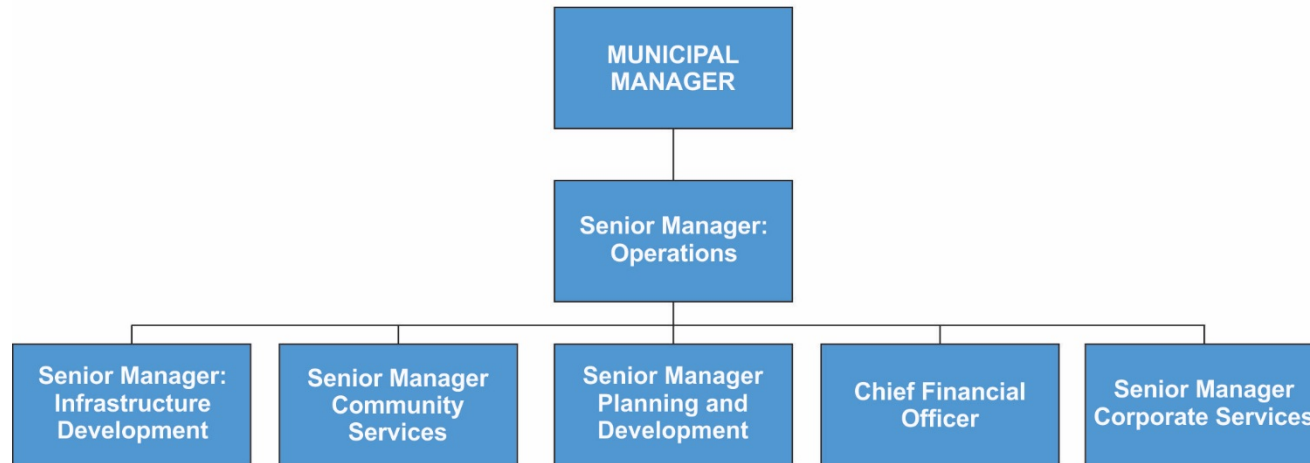 MUNICIPAL
MANAGER
Senior Manager:
Operations
Senior Manager:
Infrastructure
Development
Senior Manager
Community
Services
Senior Manager
Planning and
Development
Chief Financial
Officer
Senior Manager
Corporate Services